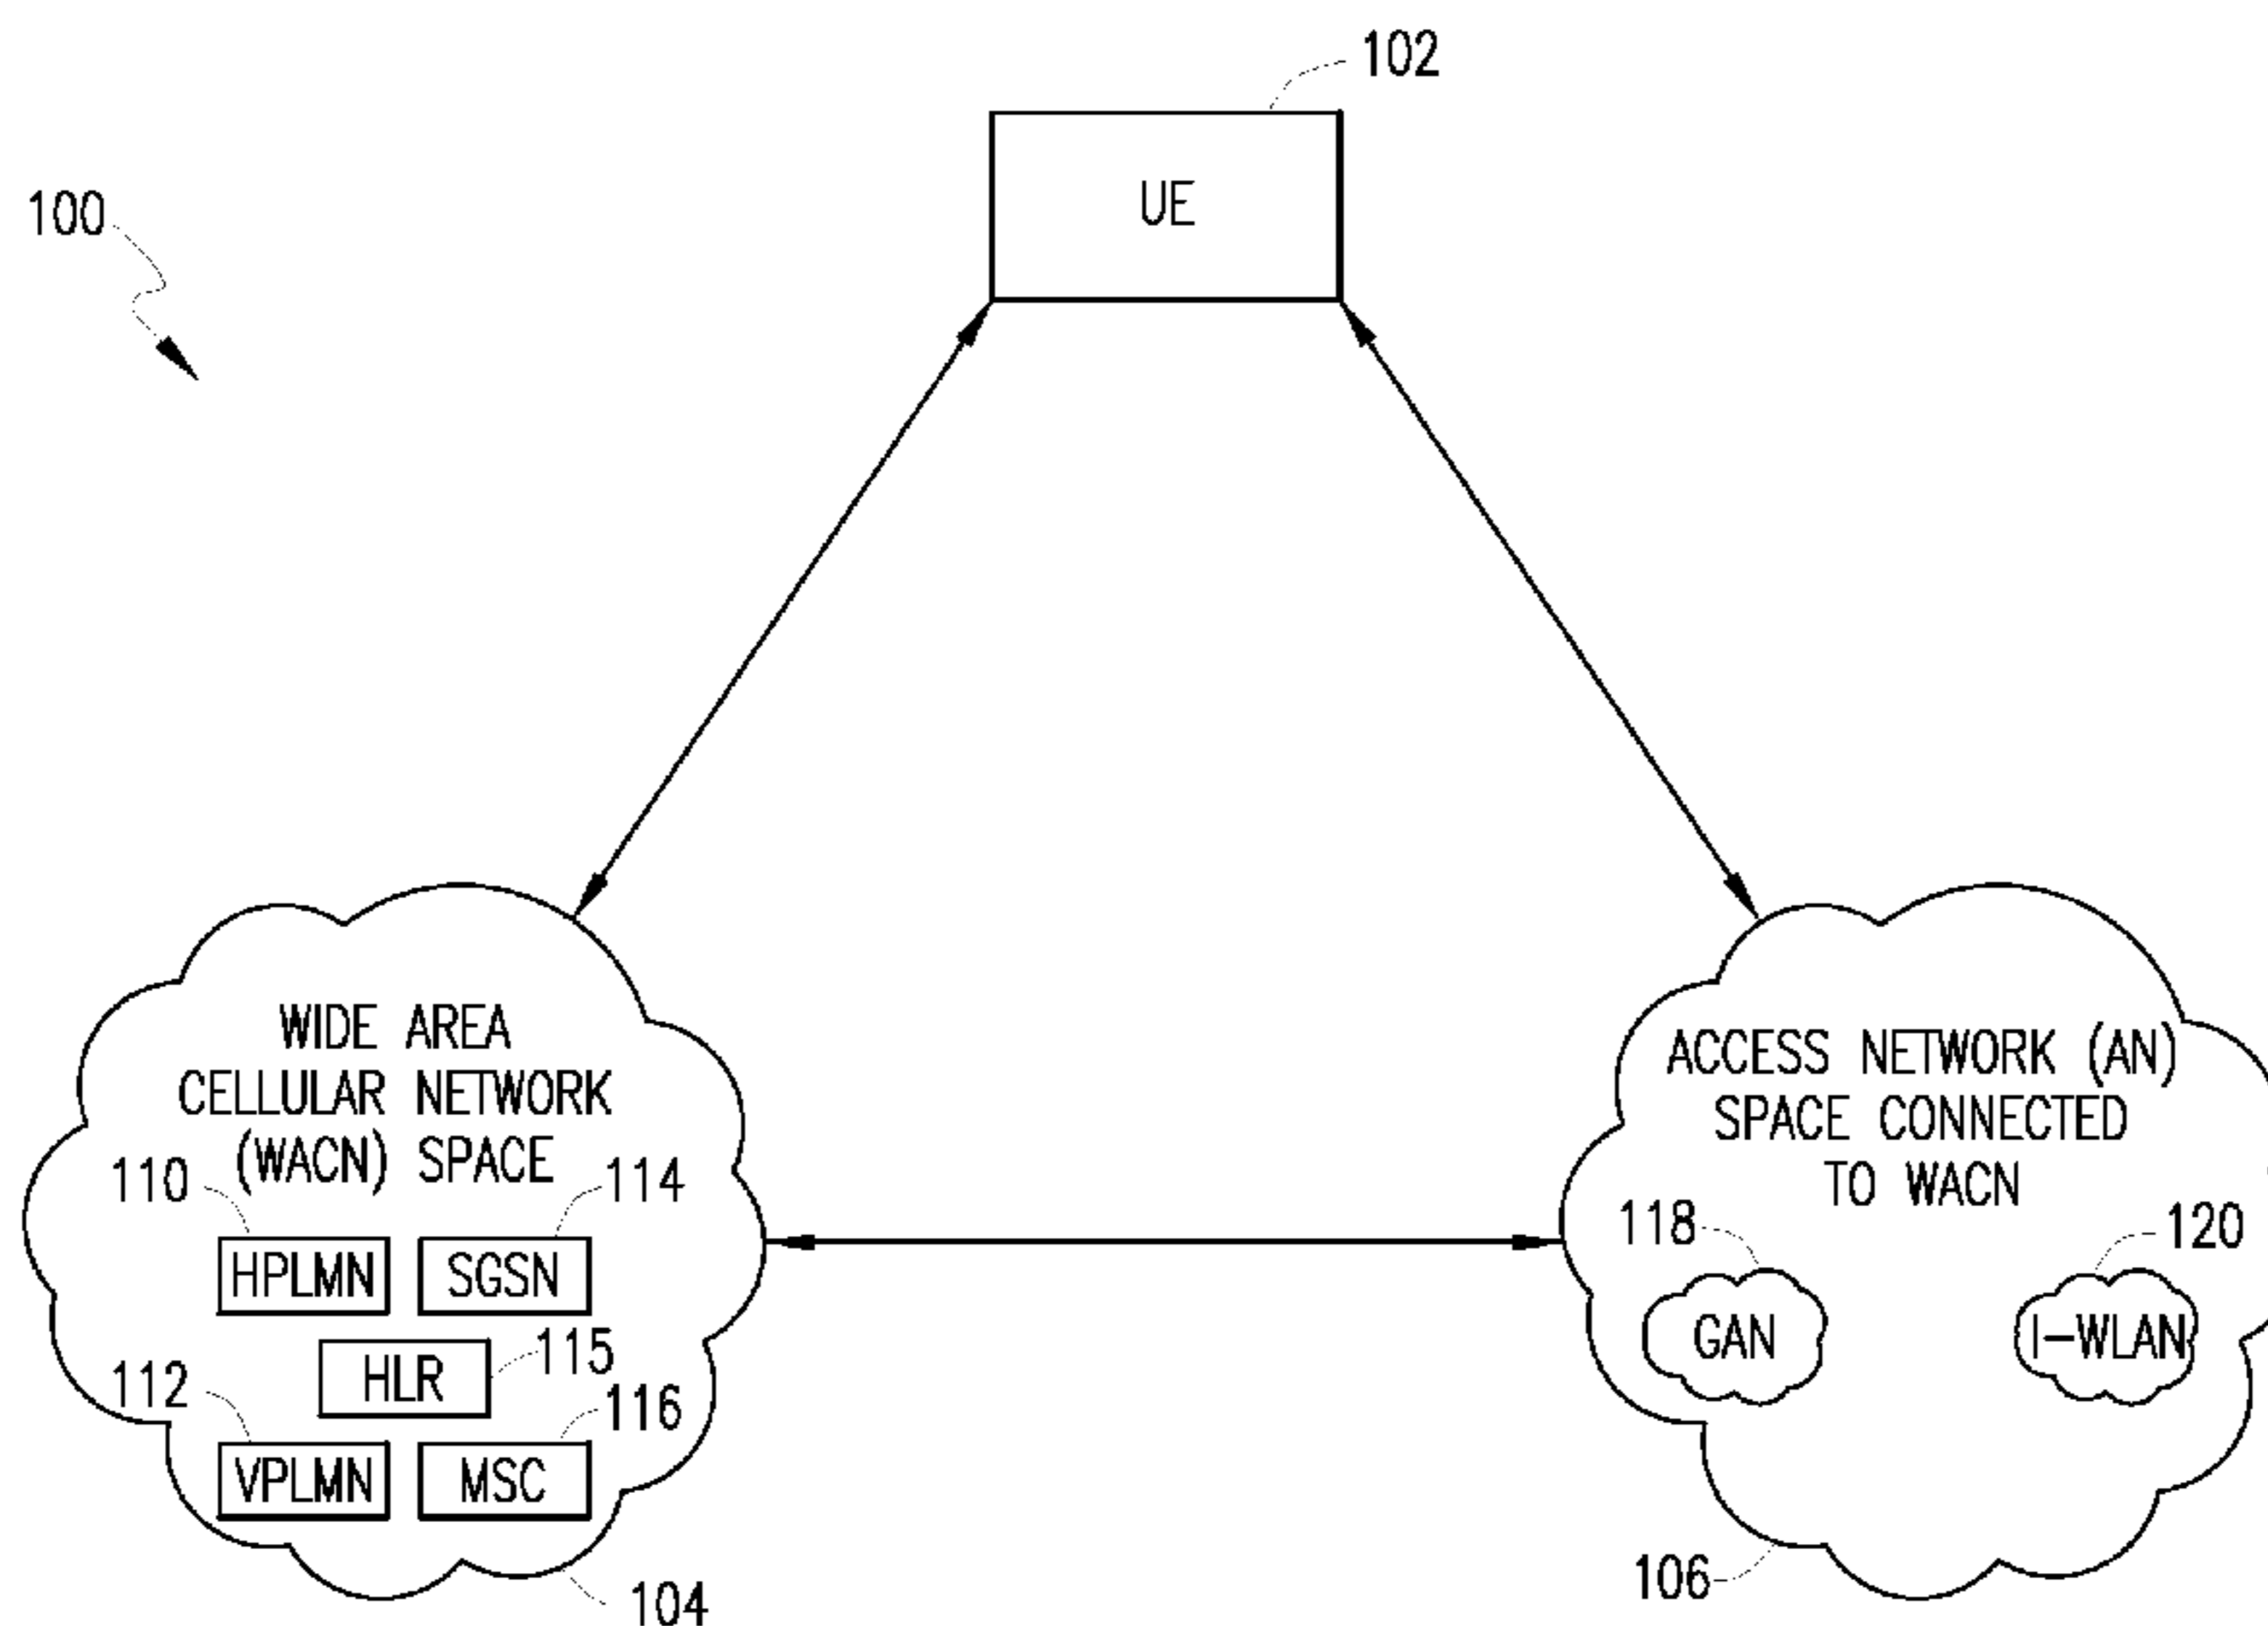 102
UE
100
WIDE AREA
CELLULAR NETWORK
(WACN) SPACE
110
114
HPLMN
SGSN
HLR
115
112
116
VPLMN
MSC
104
ACCESS NETWORK (AN)
SPACE CONNECTED
TO WACN
118
120
GAN
I-WLAN
106